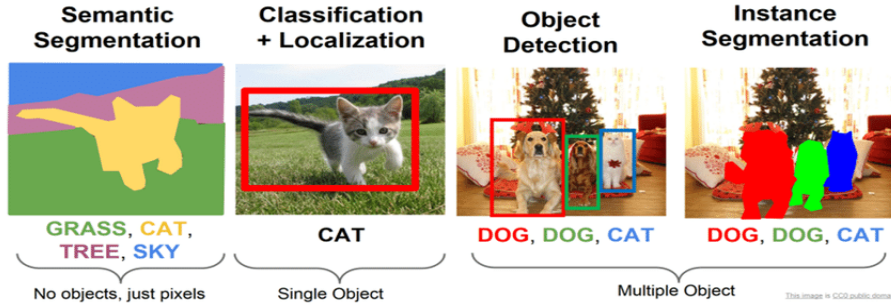 Semantic
Segmentation
Classification
+ Localization
Object
Detection
Instance
Segmentation
GRASS, CAT,
TREE, SKY
CAT
DOG, DOG, CAT
DOG, DOG, CAT
No objects, just pixels
Single Object
Multiple Object
This image is CC0 public doma